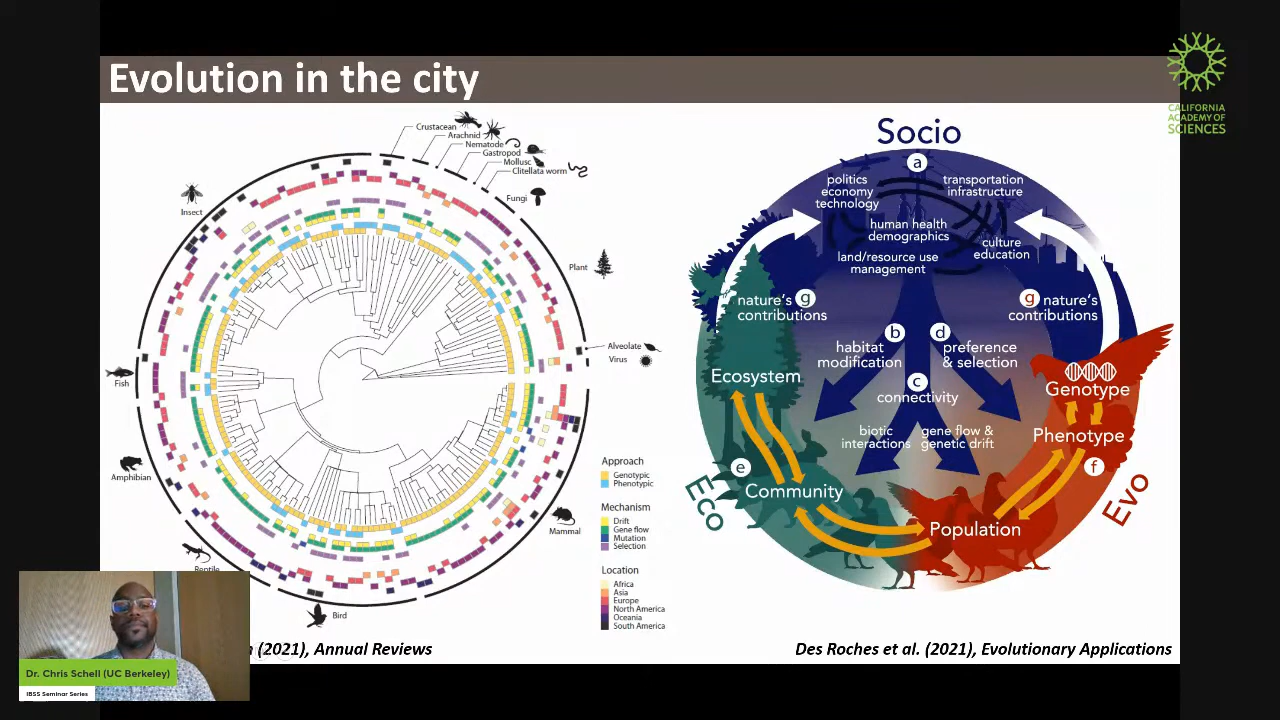 Evolution in the city
CALIFORNIA
ACADEMY OF
SCIENCES
Crustacean
Arachnid
Nematode
Gastropod
Mollusc
Clitellata worm
Fungi
Insect
Plant
Alveolate
Virus
Fish
Amphibian
Mammal
Reptile
Bird
Approach
Genotypic
Phenotypic
Mechanism
Drift
Gene flow
Mutation
Selection
Location
Africa
Asia
Europe
North America
Oceania
South America
(2021), Annual Reviews
Socio
a
politics
economy
technology
transportation
infrastructure
human health
demographics
culture
education
land/resource use
management
nature's g
contributions
g nature's
contributions
b
habitat
modification
d
preference
& selection
c
connectivity
biotic
interactions
gene flow &
genetic drift
Ecosystem
Genotype
Phenotype
e
f
Community
Population
Eco
Evo
Des Roches et al. (2021), Evolutionary Applications
Dr. Chris Schell (UC Berkeley)
IBSS Seminar Series